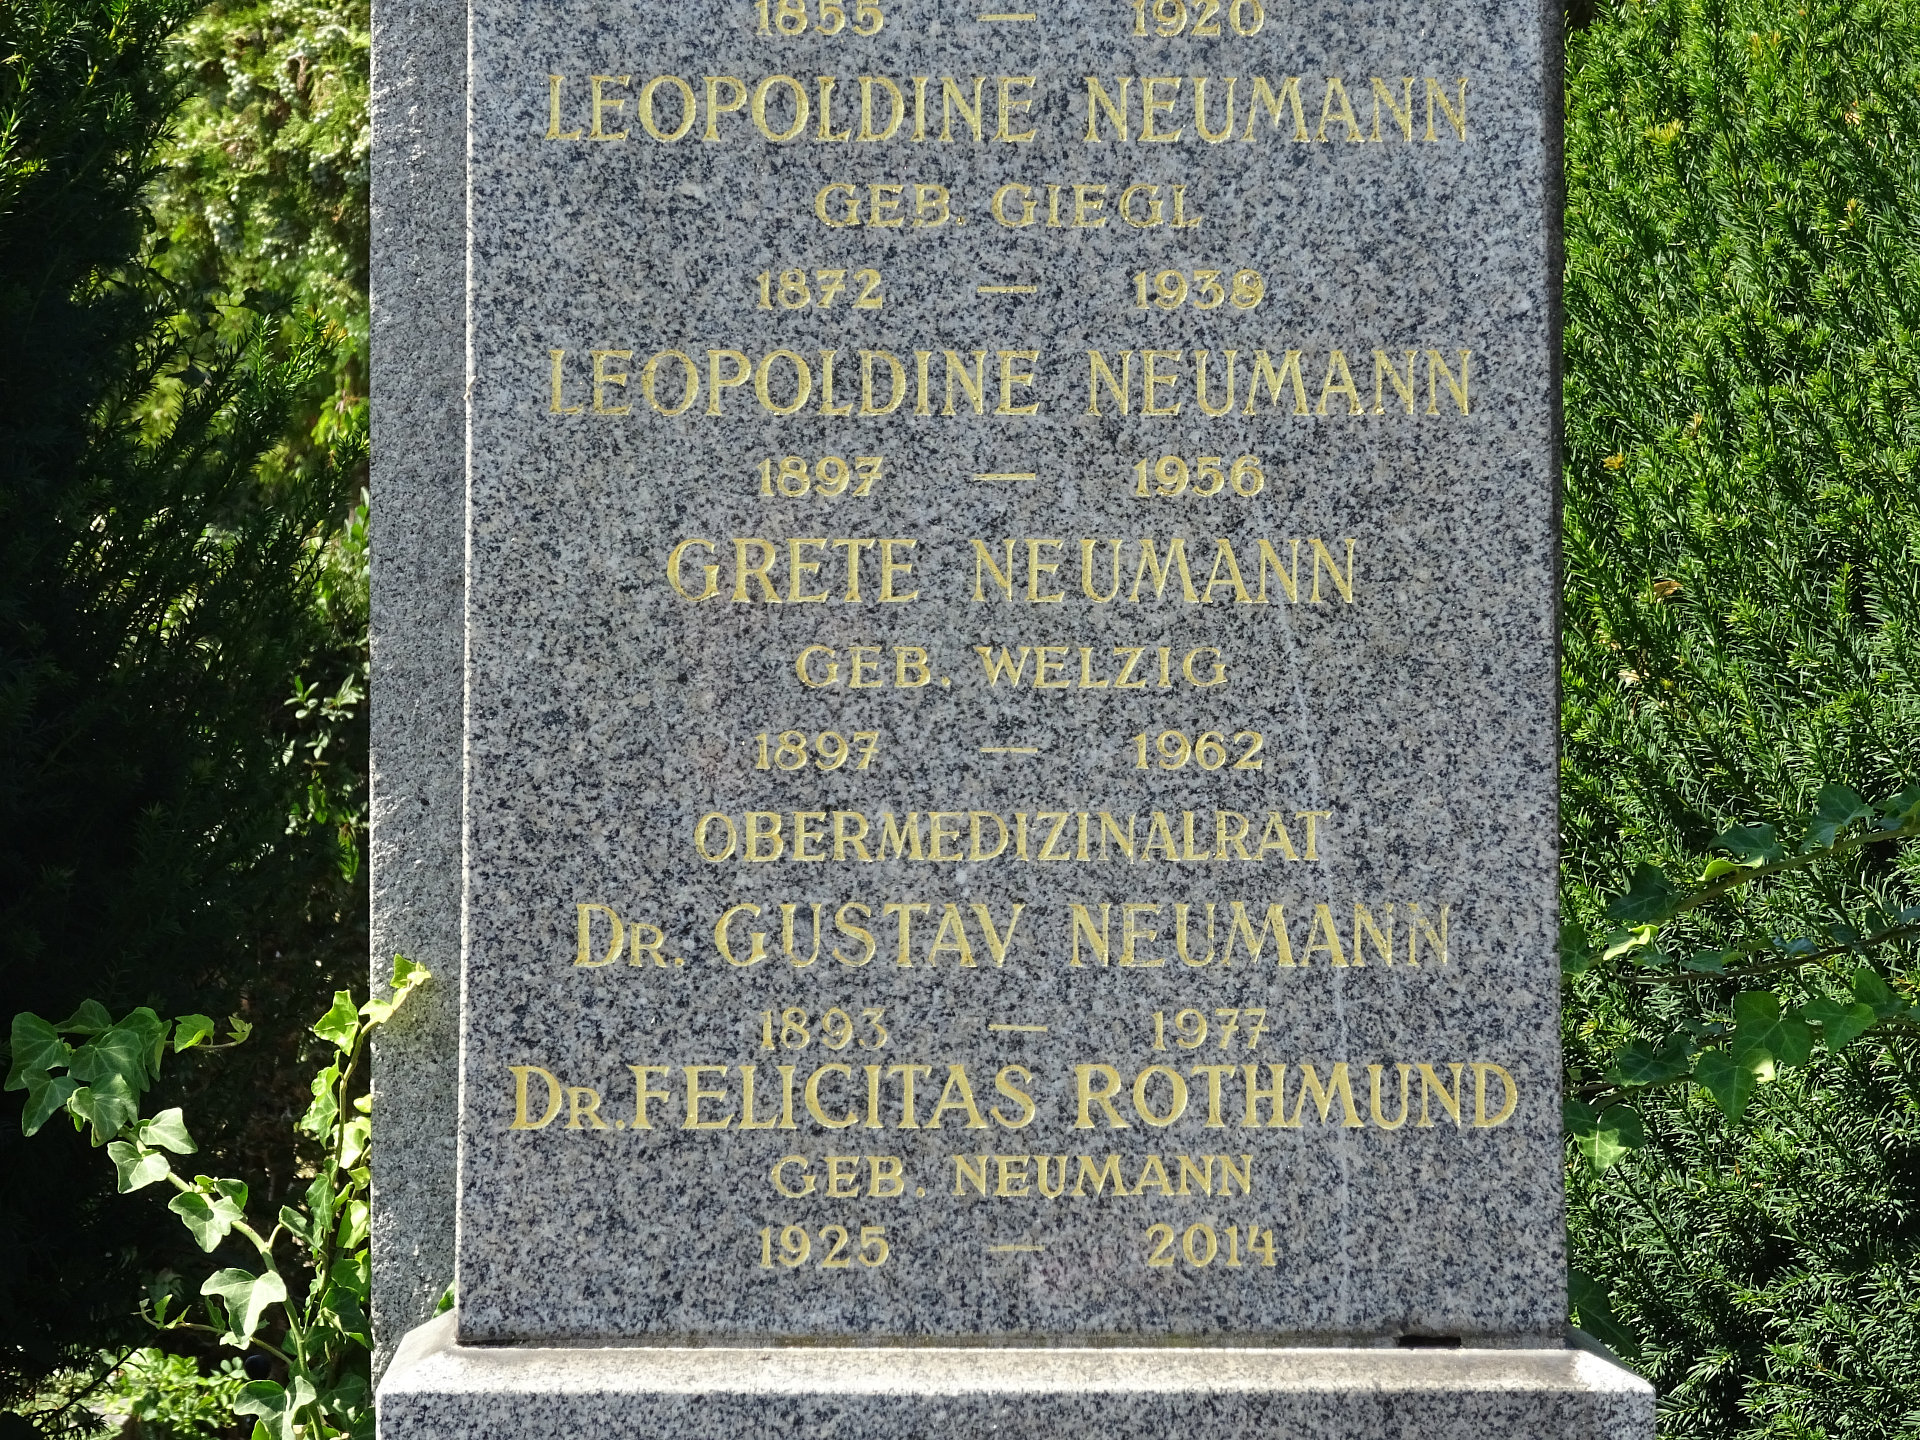 1855 — 1920
LEOPOLDINE NEUMANN
GEB. GIEGL
1872 — 1938
LEOPOLDINE NEUMANN
1897 — 1956
GRETE NEUMANN
GEB. WELZIG
1897 — 1962
OBERMEDIZINALRAT
DR. GUSTAV NEUMANN
1893 — 1977
DR. FELICITAS ROTHMUND
GEB. NEUMANN
1925 — 2014